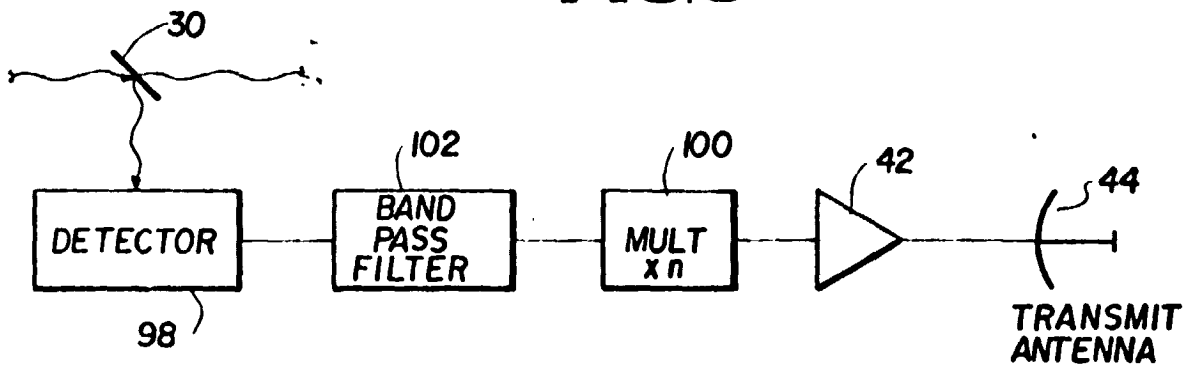 30
102
100
42
44
DETECTOR
BAND
PASS
FILTER
MULT
x n
98
TRANSMIT
ANTENNA